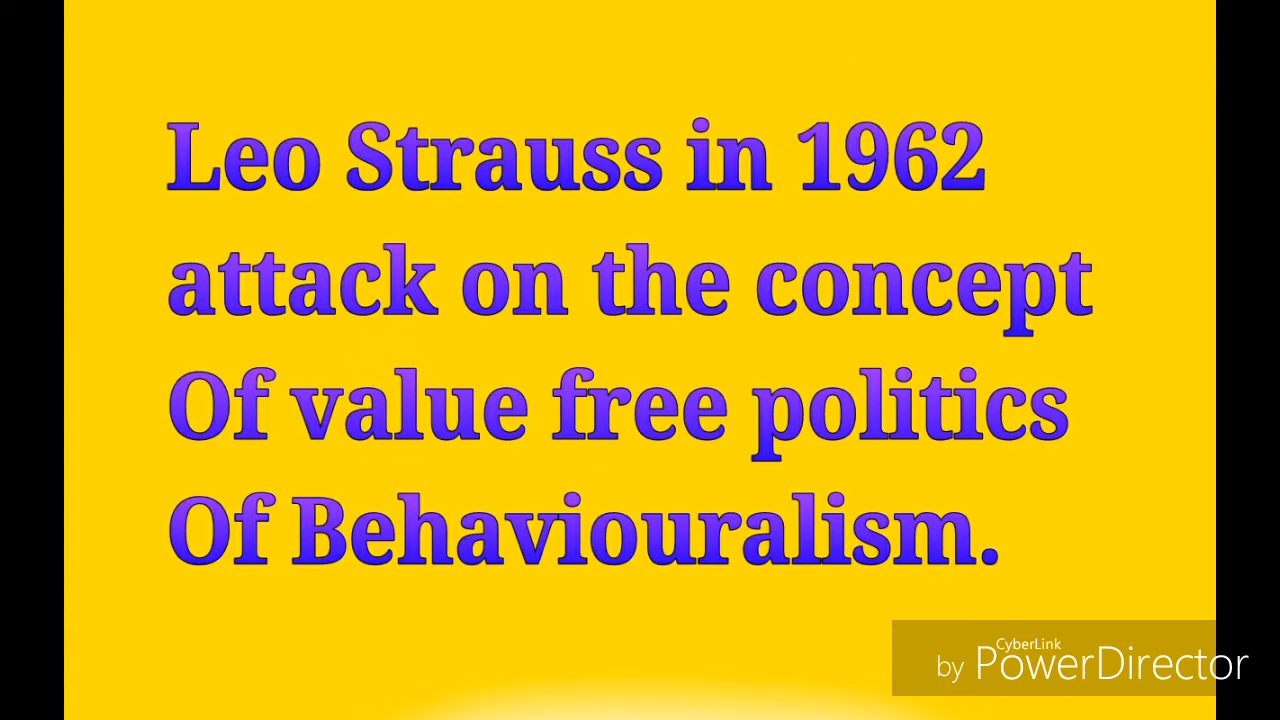 Leo Strauss in 1962
attack on the concept
Of value free politics
Of Behaviouralism.
CyberLink
by PowerDirector